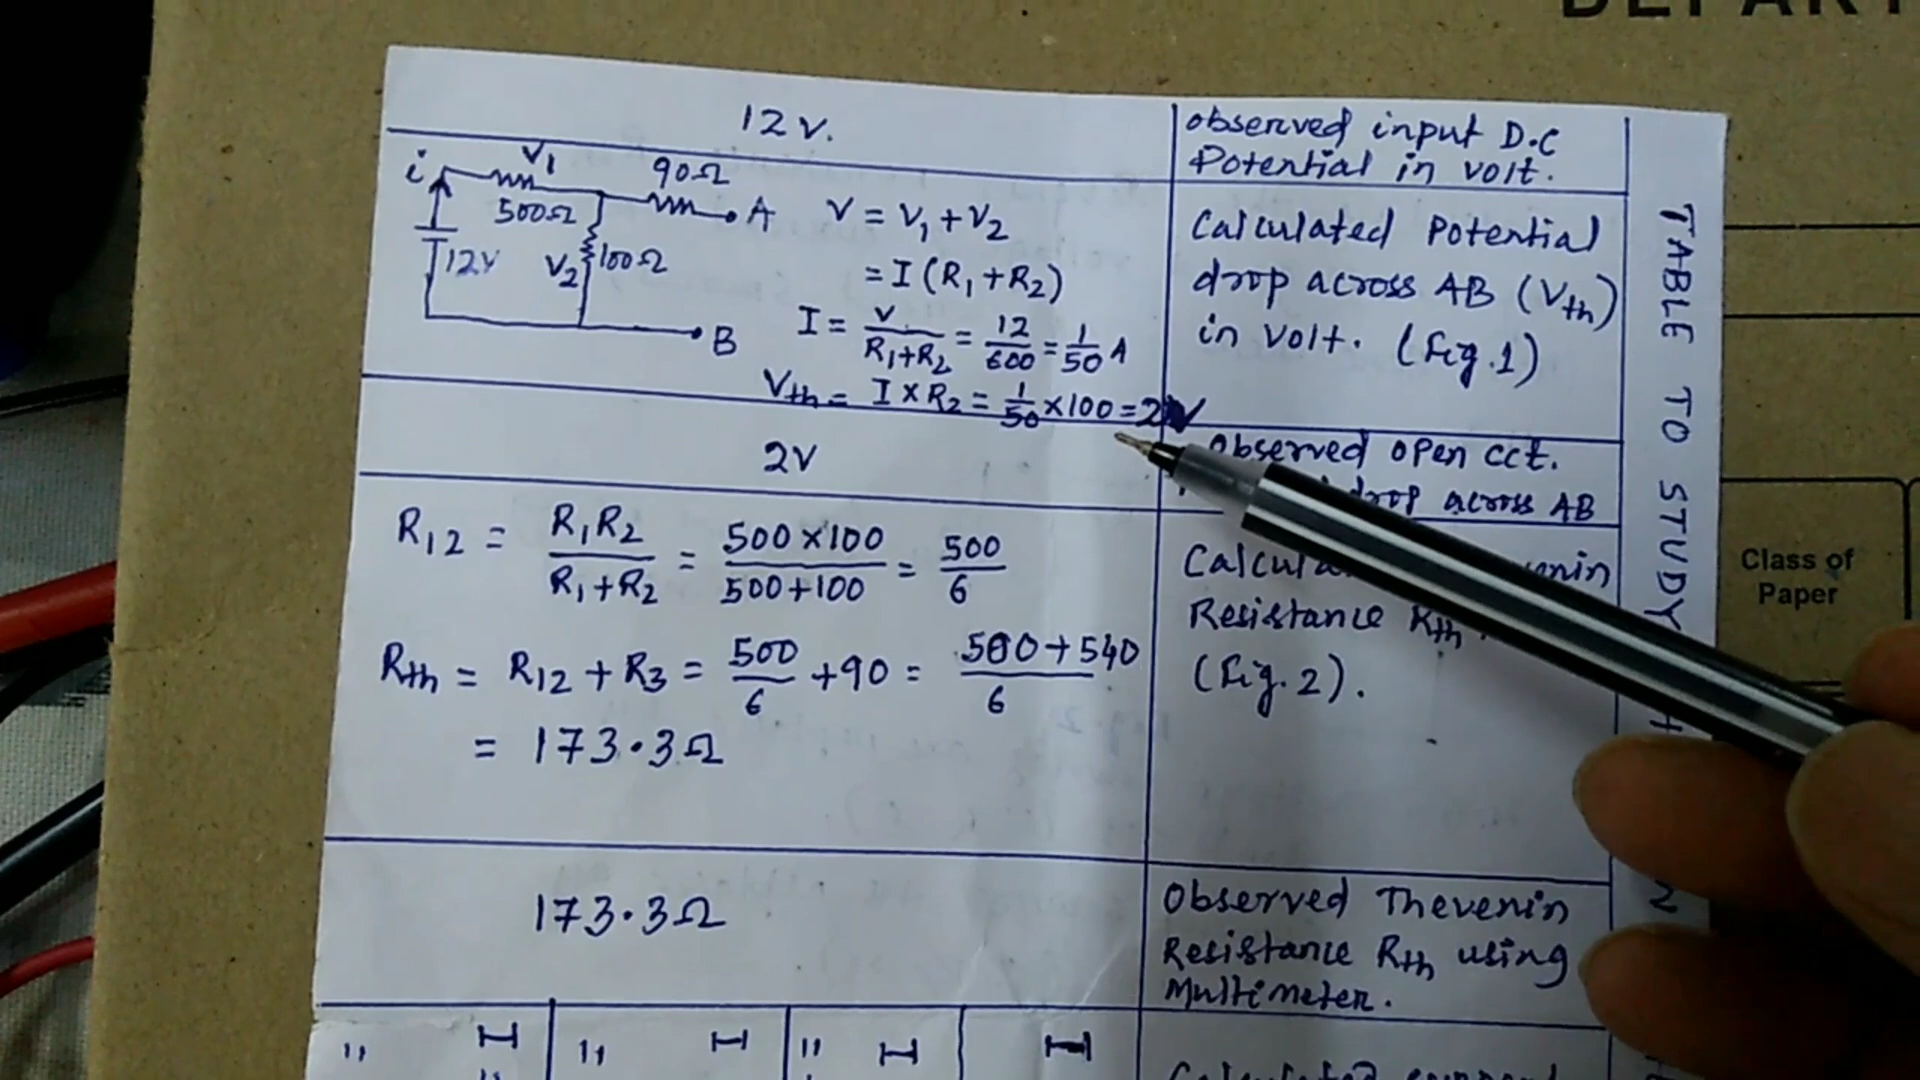 DEPART
12V.
observed input D.C
Potential in volt.
i
V1
500Ω
90Ω
A
12V
V2
100Ω
B
V = V1 + V2
= I (R1 + R2)
I = V / R1+R2 = 12 / 600 = 1 / 50 A
Vth = I × R2 = 1 / 50 ×100 = 2V
Calculated Potential
drop across AB (Vth)
in Volt. (Fig.1)
2V
Observed open cct.
drop across AB
R12 = R1R2 / R1+R2 = 500×100 / 500+100 = 500 / 6
Rth = R12 + R3 = 500 / 6 +90 = 500+540 / 6
= 173.3Ω
Resistance Rth.
(Fig.2).
173.3Ω
Observed Thevenin
Resistance Rth using
Multimeter.
TABLE TO STUDY
Class of
Paper
" I " I " I I